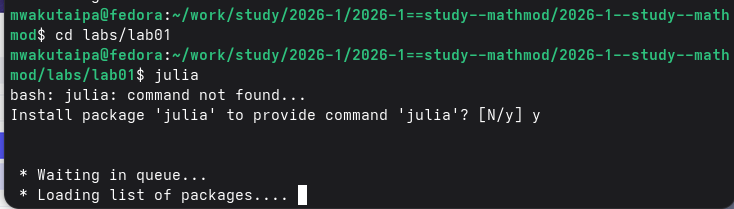 mwakutaipa@fedora:~/work/study/2026-1/2026-1==study--mathmod/2026-1--study--math
mod$ cd labs/lab01
mwakutaipa@fedora:~/work/study/2026-1/2026-1==study--mathmod/2026-1--study--math
mod/labs/lab01$ julia
bash: julia: command not found...
Install package 'julia' to provide command 'julia'? [N/y] y
* Waiting in queue...
* Loading list of packages....